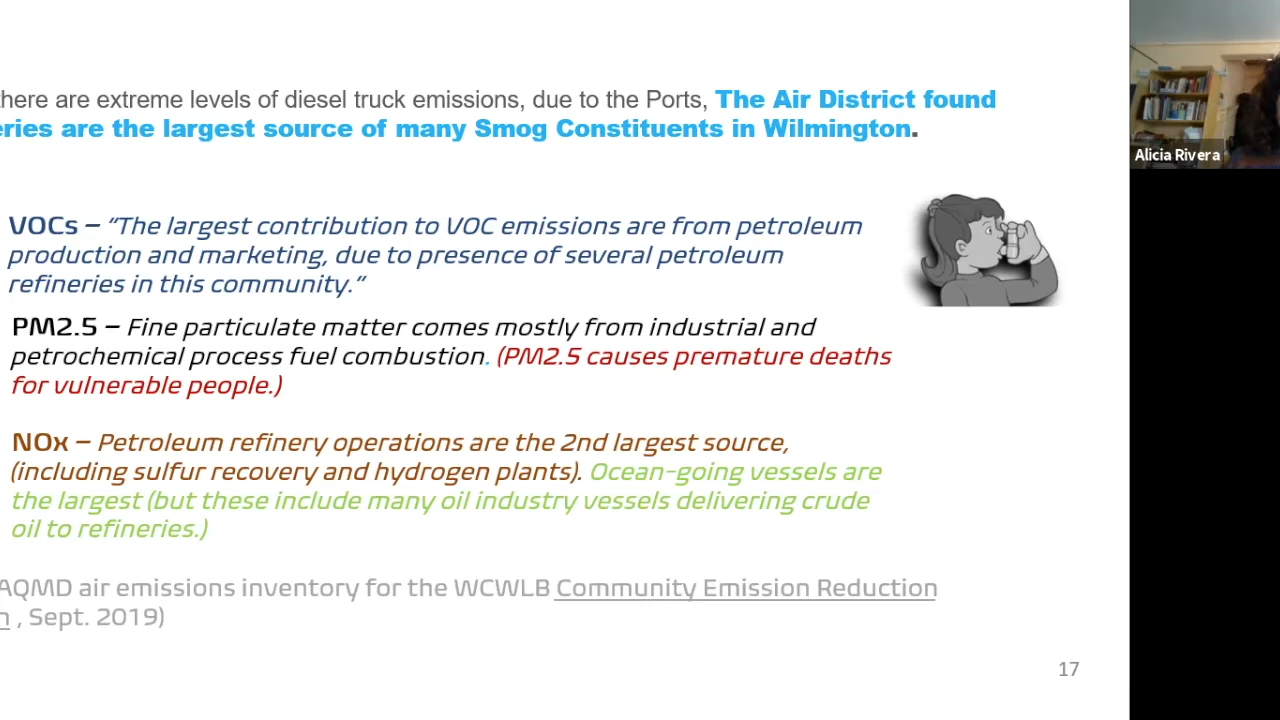 there are extreme levels of diesel truck emissions, due to the Ports, The Air District found
eries are the largest source of many Smog Constituents in Wilmington.
Alicia Rivera
VOCs – “The largest contribution to VOC emissions are from petroleum
production and marketing, due to presence of several petroleum
refineries in this community.”
PM2.5 – Fine particulate matter comes mostly from industrial and
petrochemical process fuel combustion. (PM2.5 causes premature deaths
for vulnerable people.)
NOx – Petroleum refinery operations are the 2nd largest source,
(including sulfur recovery and hydrogen plants). Ocean-going vessels are
the largest (but these include many oil industry vessels delivering crude
oil to refineries.)
AQMD air emissions inventory for the WCWLB Community Emission Reduction
n , Sept. 2019)
17